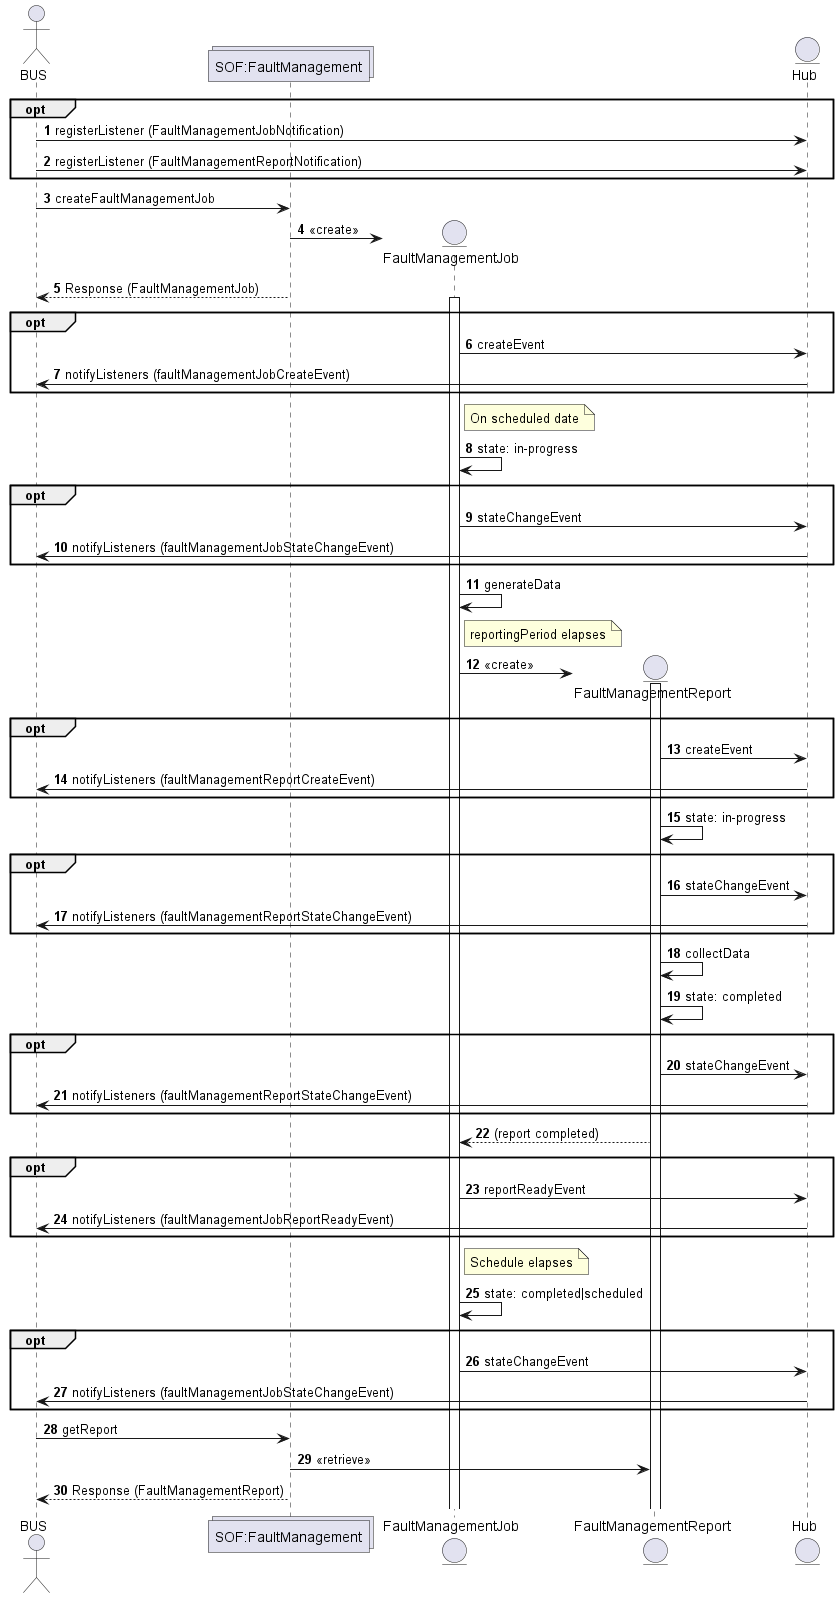 BUS
SOF:FaultManagement
Hub
opt
1 registerListener (FaultManagementJobNotification)
2 registerListener (FaultManagementReportNotification)
3 createFaultManagementJob
4 «create»
FaultManagementJob
5 Response (FaultManagementJob)
opt
6 createEvent
7 notifyListeners (faultManagementJobCreateEvent)
On scheduled date
8 state: in-progress
opt
9 stateChangeEvent
10 notifyListeners (faultManagementJobStateChangeEvent)
11 generateData
reportingPeriod elapses
12 «create»
FaultManagementReport
opt
13 createEvent
14 notifyListeners (faultManagementReportCreateEvent)
15 state: in-progress
opt
16 stateChangeEvent
17 notifyListeners (faultManagementReportStateChangeEvent)
18 collectData
19 state: completed
opt
20 stateChangeEvent
21 notifyListeners (faultManagementReportStateChangeEvent)
22 (report completed)
opt
23 reportReadyEvent
24 notifyListeners (faultManagementJobReportReadyEvent)
Schedule elapses
25 state: completed|scheduled
opt
26 stateChangeEvent
27 notifyListeners (faultManagementJobStateChangeEvent)
28 getReport
29 «retrieve»
30 Response (FaultManagementReport)
BUS
SOF:FaultManagement
FaultManagementJob
FaultManagementReport
Hub